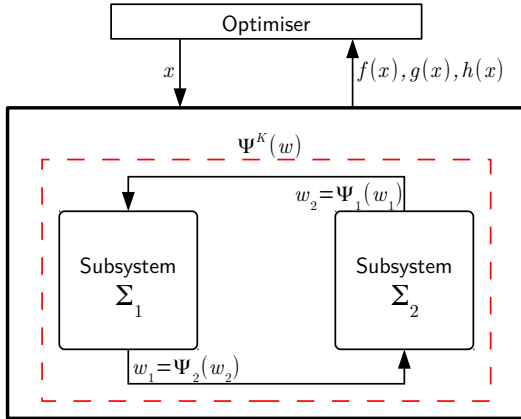 Optimiser
x
f(x), g(x), h(x)
Ψ^K(w)
w_2=Ψ_1(w_1)
Subsystem
Σ_1
Subsystem
Σ_2
w_1=Ψ_2(w_2)